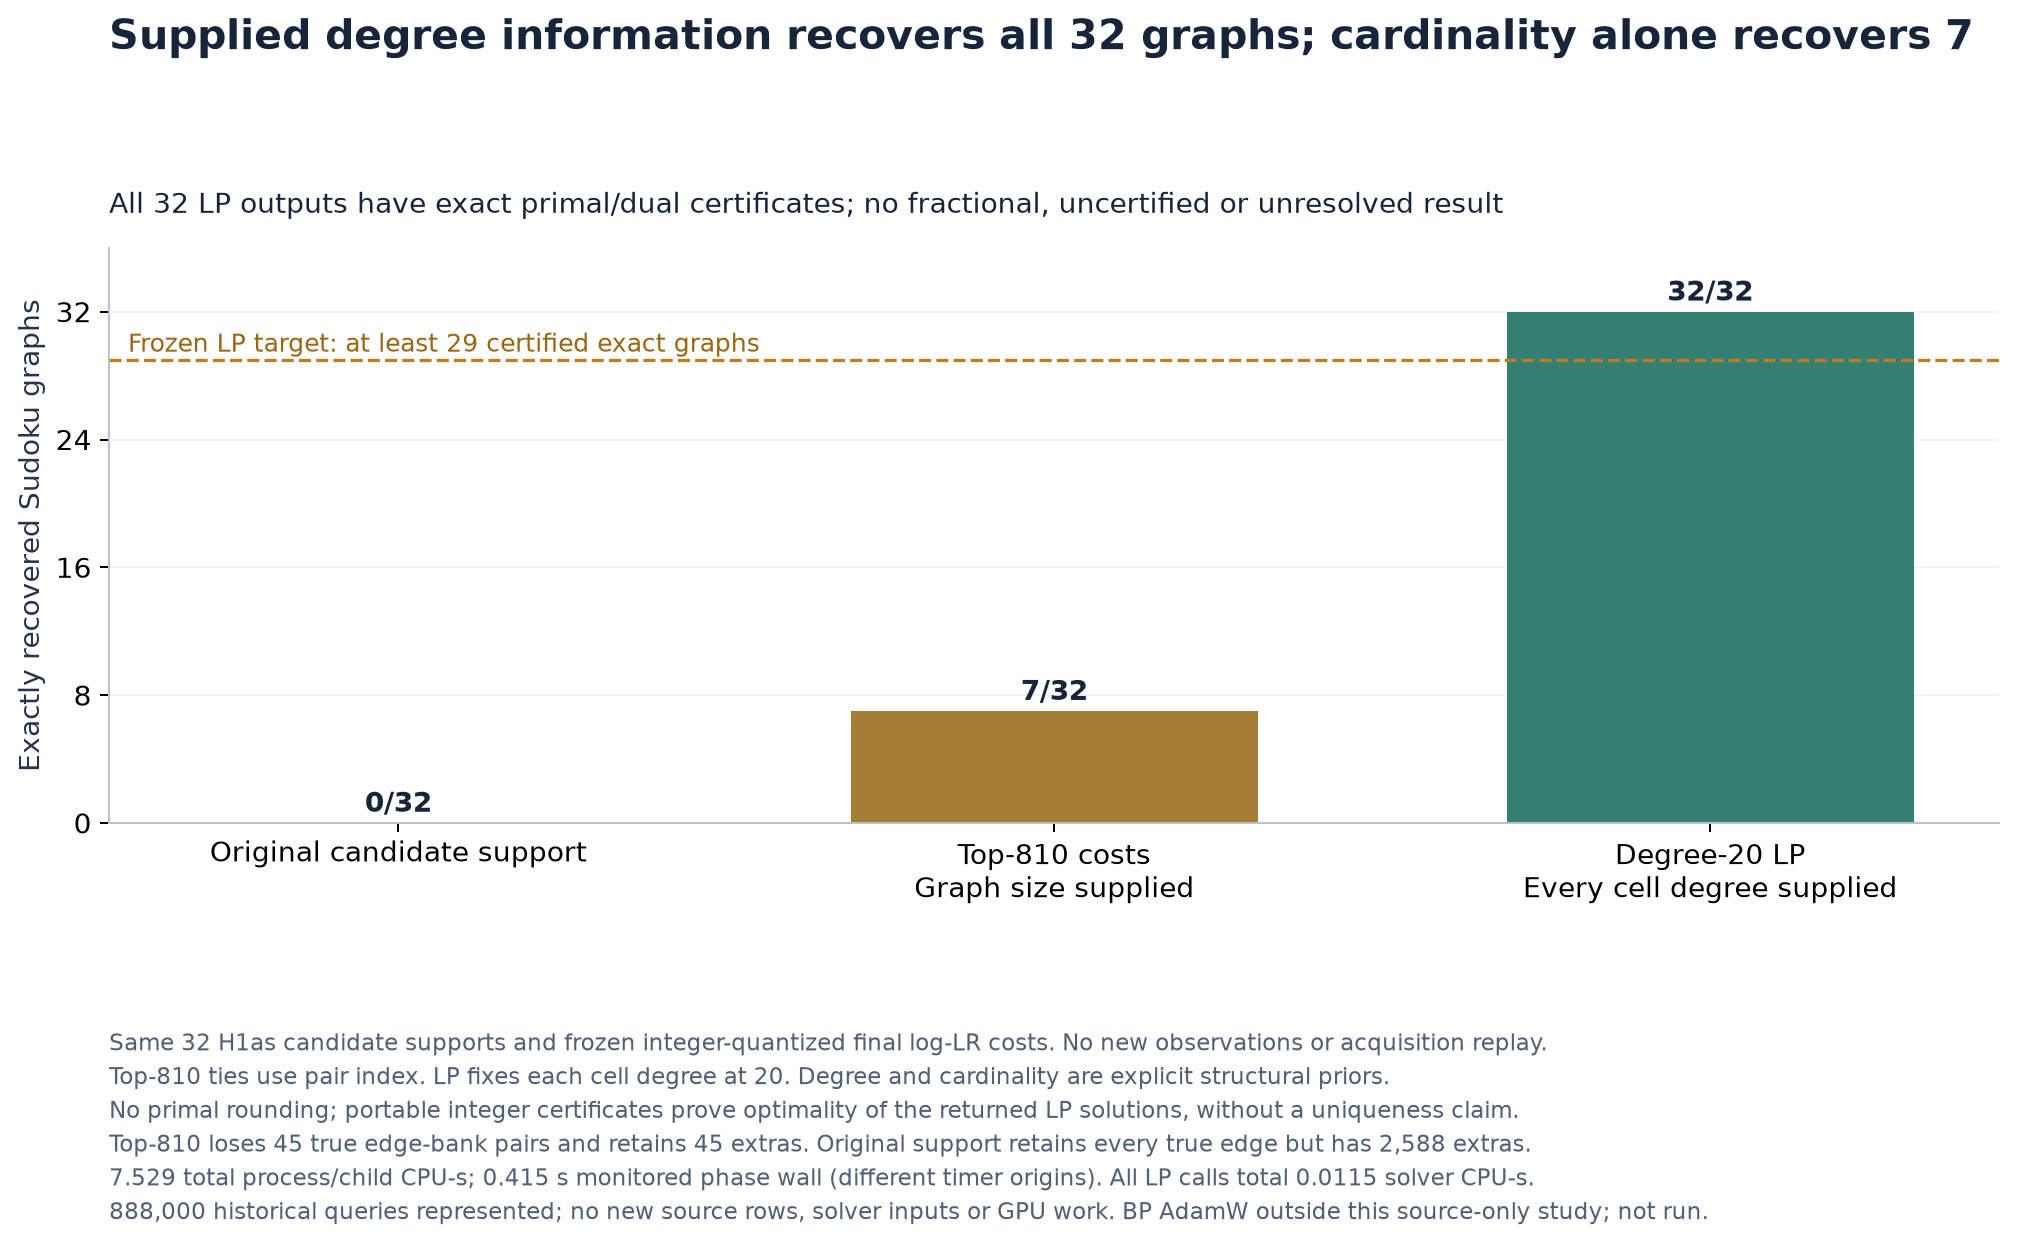 Supplied degree information recovers all 32 graphs; cardinality alone recovers 7
All 32 LP outputs have exact primal/dual certificates; no fractional, uncertified or unresolved result
Exactly recovered Sudoku graphs
32
24
16
8
0
Frozen LP target: at least 29 certified exact graphs
0/32
7/32
32/32
Original candidate support
Top-810 costs
Graph size supplied
Degree-20 LP
Every cell degree supplied
Same 32 H1as candidate supports and frozen integer-quantized final log-LR costs. No new observations or acquisition replay.
Top-810 ties use pair index. LP fixes each cell degree at 20. Degree and cardinality are explicit structural priors.
No primal rounding; portable integer certificates prove optimality of the returned LP solutions, without a uniqueness claim.
Top-810 loses 45 true edge-bank pairs and retains 45 extras. Original support retains every true edge but has 2,588 extras.
7.529 total process/child CPU-s; 0.415 s monitored phase wall (different timer origins). All LP calls total 0.0115 solver CPU-s.
888,000 historical queries represented; no new source rows, solver inputs or GPU work. BP AdamW outside this source-only study; not run.